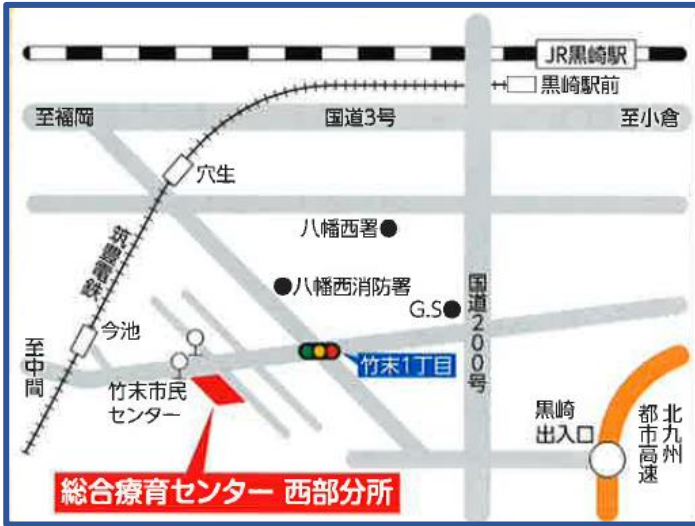 JR黒崎駅
黒崎駅前
至福岡
国道3号
至小倉
穴生
筑豊電鉄
八幡西署
八幡西消防署
G.S
国道200号
今池
至中間
竹末1丁目
竹末市民
センター
黒崎
出入口
北九州
都市高速
総合療育センター 西部分所